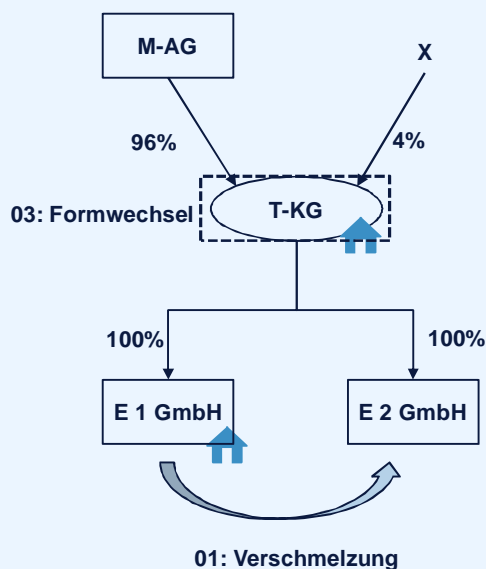 M-AG
X
96%
4%
03: Formwechsel
T-KG
100%
100%
E 1 GmbH
E 2 GmbH
01: Verschmelzung